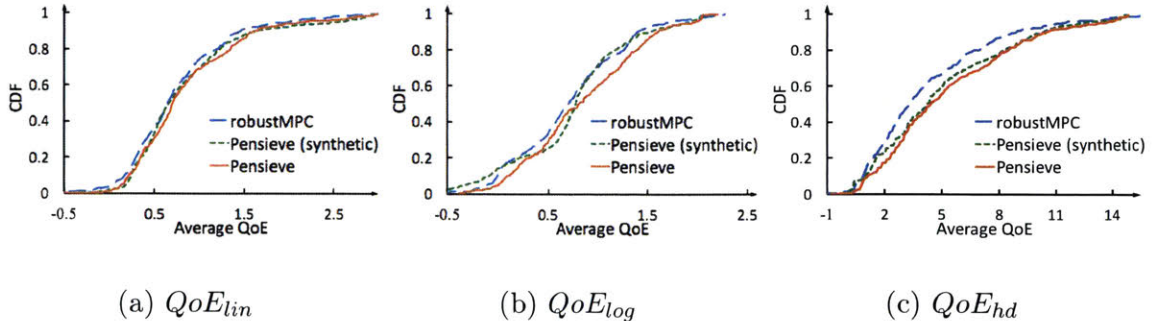 1
0.8
0.6
0.4
0.2
0
CDF
robustMPC
Pensieve (synthetic)
Pensieve
-0.5 0.5 1.5 2.5
Average QoE
(a) QoE_lin
1
0.8
0.6
0.4
0.2
0
CDF
robustMPC
Pensieve (synthetic)
Pensieve
-0.5 0.5 1.5 2.5
Average QoE
(b) QoE_log
1
0.8
0.6
0.4
0.2
0
CDF
robustMPC
Pensieve (synthetic)
Pensieve
-1 2 5 8 11 14
Average QoE
(c) QoE_hd